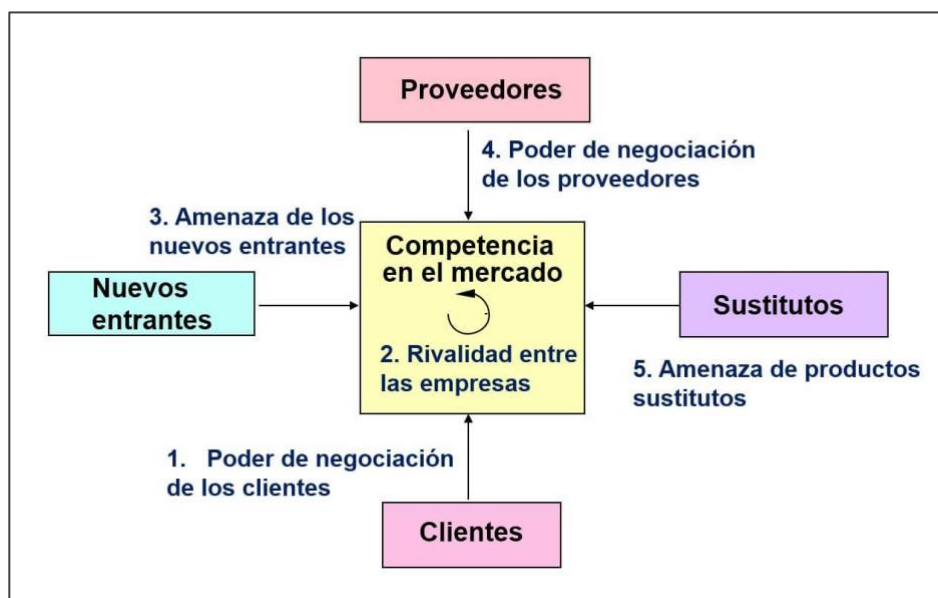 Proveedores
4. Poder de negociación
de los proveedores
3. Amenaza de los
nuevos entrantes
Competencia
en el mercado
Nuevos
entrantes
Sustitutos
2. Rivalidad entre
las empresas
5. Amenaza de productos
sustitutos
1. Poder de negociación
de los clientes
Clientes